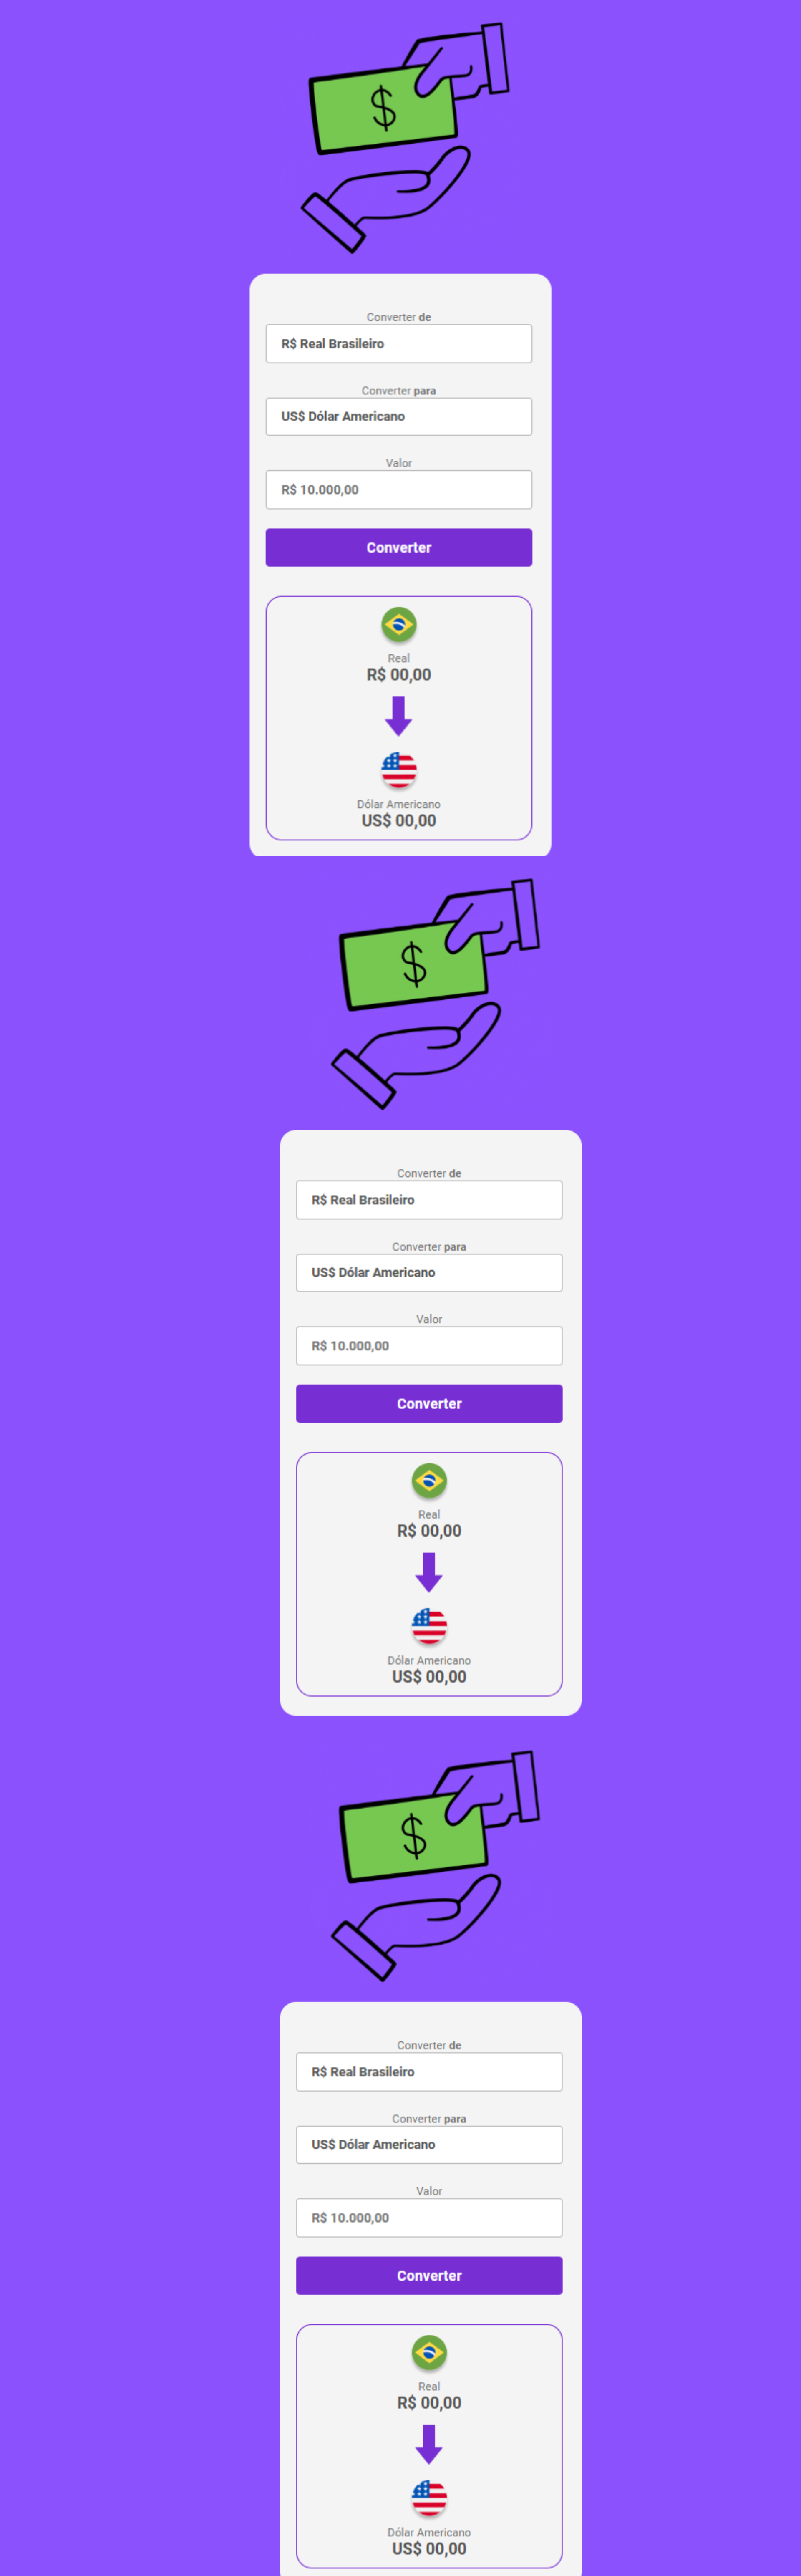 $
Converter de
R$ Real Brasileiro
Converter para
US$ Dólar Americano
Valor
R$ 10.000,00
Converter
Real
R$ 00,00
Dólar Americano
US$ 00,00
$
Converter de
R$ Real Brasileiro
Converter para
US$ Dólar Americano
Valor
R$ 10.000,00
Converter
Real
R$ 00,00
Dólar Americano
US$ 00,00
$
Converter de
R$ Real Brasileiro
Converter para
US$ Dólar Americano
Valor
R$ 10.000,00
Converter
Real
R$ 00,00
Dólar Americano
US$ 00,00